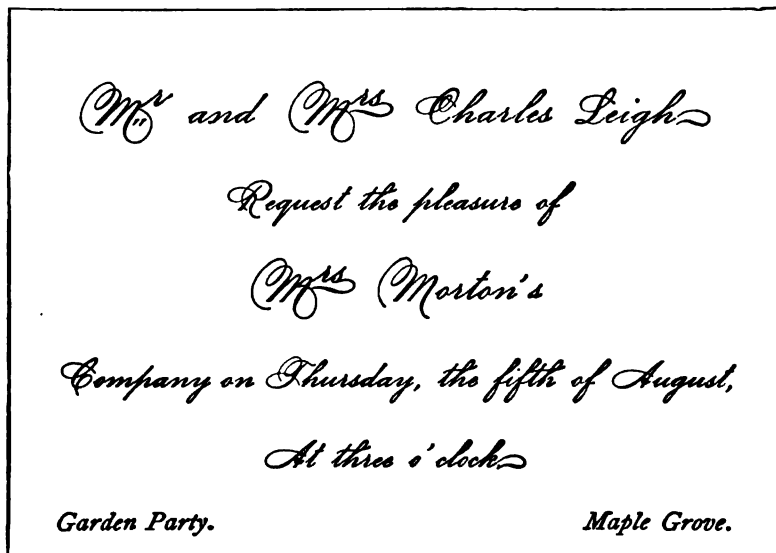 Mr and Mrs Charles Leigh
Request the pleasure of
Mrs Morton's
Company on Thursday, the fifth of August,
At three o'clock
Garden Party. Maple Grove.